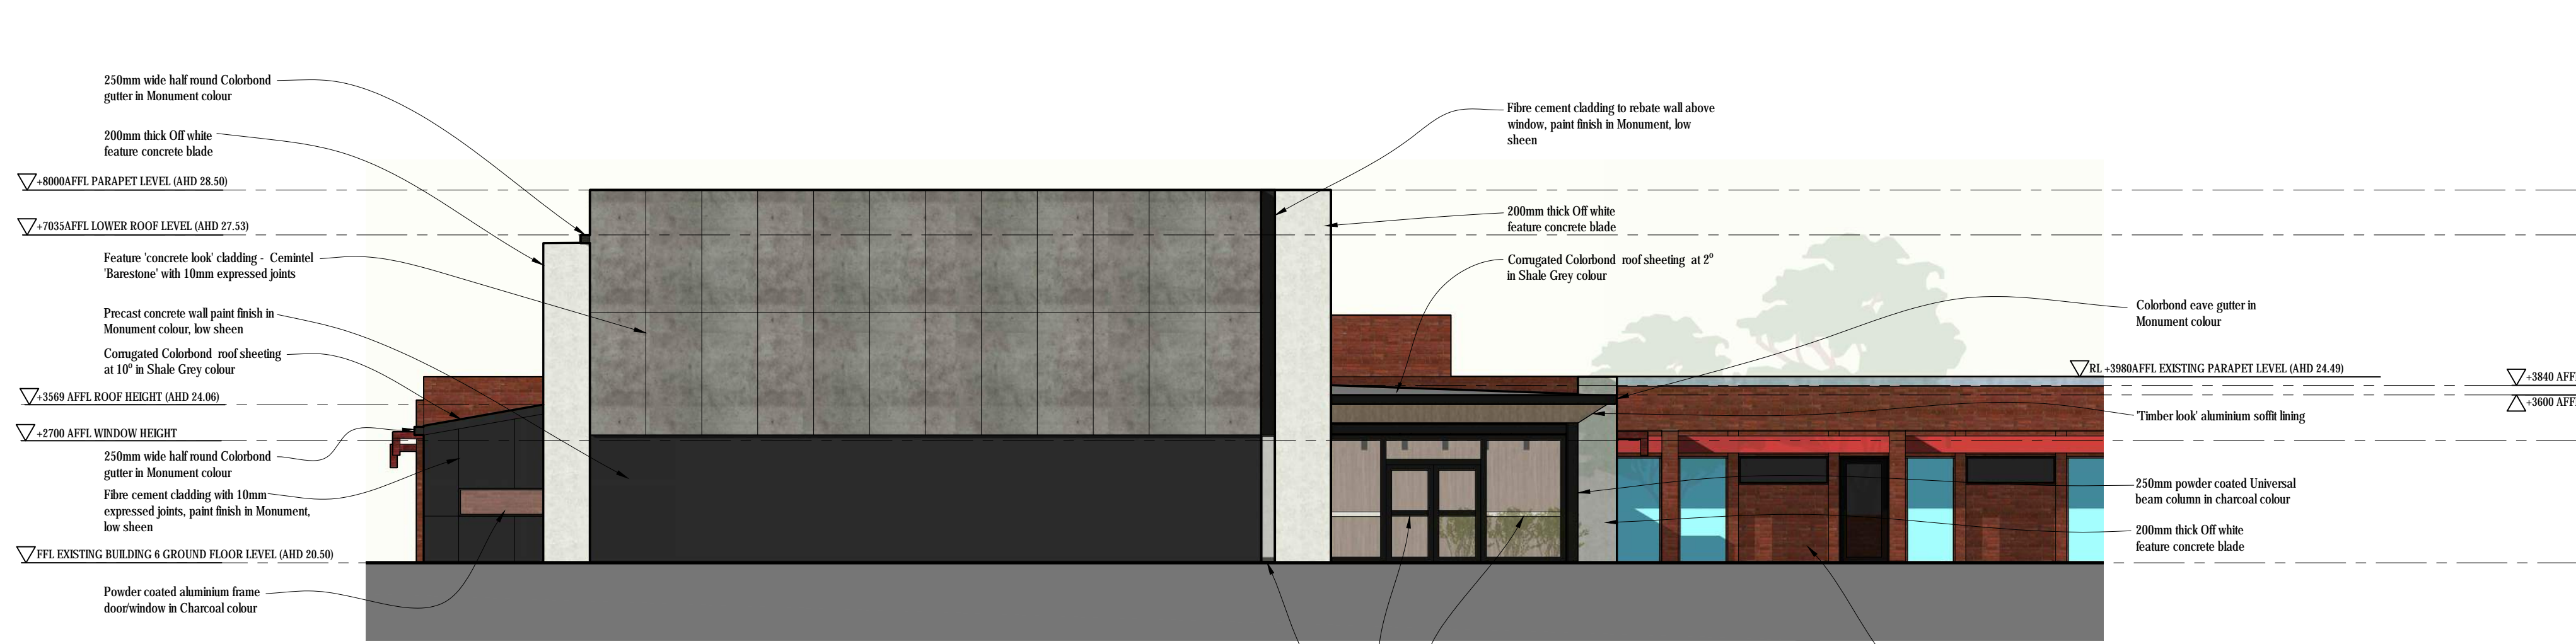 250mm wide half round Colorbond
gutter in Monument colour
200mm thick Off white
feature concrete blade
+8000AFFL PARAPET LEVEL (AHD 28.50)
+7035AFFL LOWER ROOF LEVEL (AHD 27.53)
Feature 'concrete look' cladding - Cemintel
'Barestone' with 10mm expressed joints
Precast concrete wall paint finish in
Monument colour, low sheen
Corrugated Colorbond roof sheeting
at 10° in Shale Grey colour
+3569 AFFL ROOF HEIGHT (AHD 24.06)
+2700 AFFL WINDOW HEIGHT
250mm wide half round Colorbond
gutter in Monument colour
Fibre cement cladding with 10mm
expressed joints, paint finish in Monument,
low sheen
FFL EXISTING BUILDING 6 GROUND FLOOR LEVEL (AHD 20.50)
Powder coated aluminium frame
door/window in Charcoal colour
Fibre cement cladding to rebate wall above
window, paint finish in Monument, low
sheen
200mm thick Off white
feature concrete blade
Corrugated Colorbond roof sheeting at 2°
in Shale Grey colour
Colorbond eave gutter in
Monument colour
RL +3980AFFL EXISTING PARAPET LEVEL (AHD 24.49)
+3840 AFF
+3600 AFF
'Timber look' aluminium soffit lining
250mm powder coated Universal
beam column in charcoal colour
200mm thick Off white
feature concrete blade